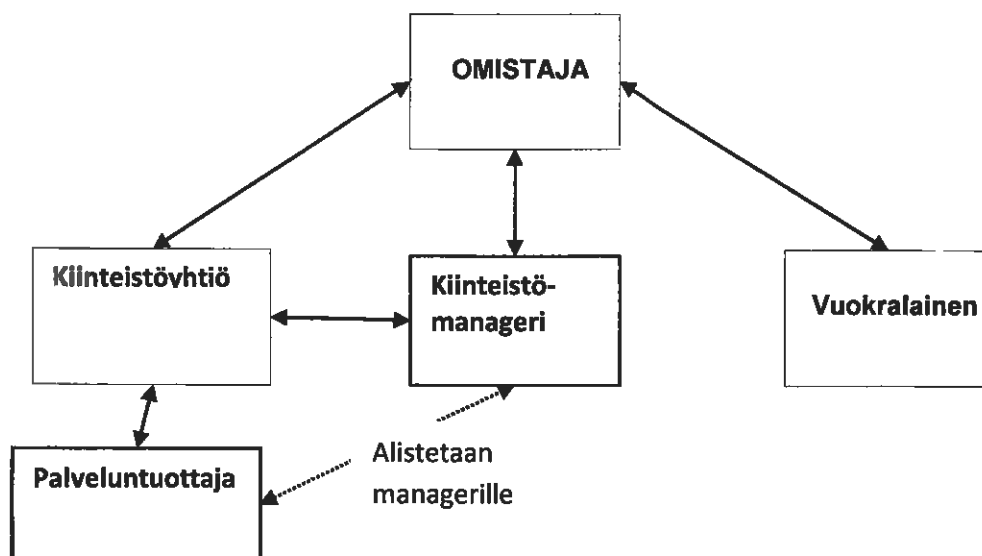 OMISTAJA
Kiinteistöyhtiö
Kiinteistö-
manageri
Vuokralainen
Alistetaan
managerille
Palveluntuottaja